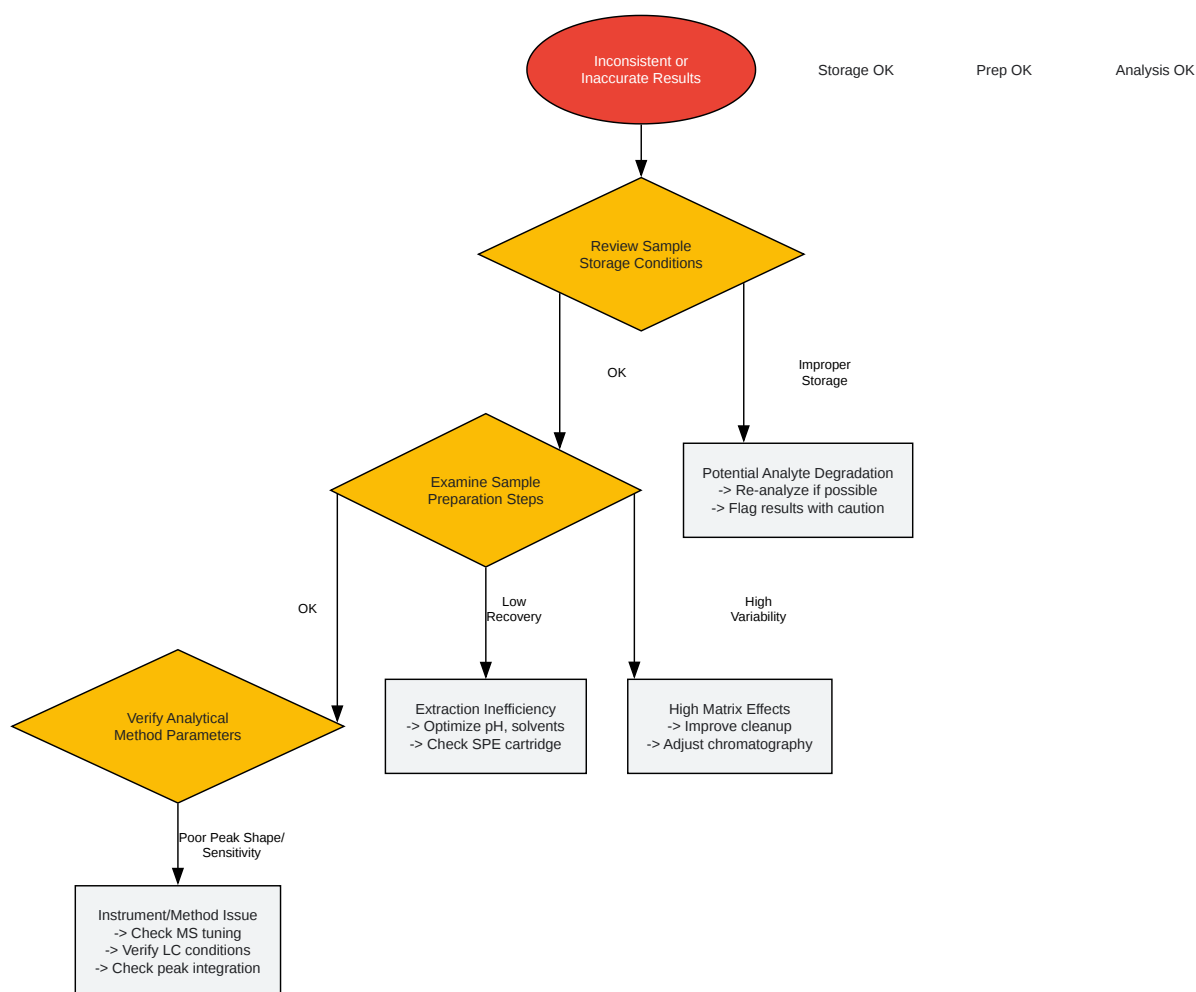 Inconsistent or
Inaccurate Results
Storage OK
Prep OK
Analysis OK
Review Sample
Storage Conditions
OK
Improper
Storage
Examine Sample
Preparation Steps
Potential Analyte Degradation
-> Re-analyze if possible
-> Flag results with caution
OK
Low
Recovery
High
Variability
Verify Analytical
Method Parameters
Extraction Inefficiency
-> Optimize pH, solvents
-> Check SPE cartridge
High Matrix Effects
-> Improve cleanup
-> Adjust chromatography
Poor Peak Shape/
Sensitivity
Instrument/Method Issue
-> Check MS tuning
-> Verify LC conditions
-> Check peak integration